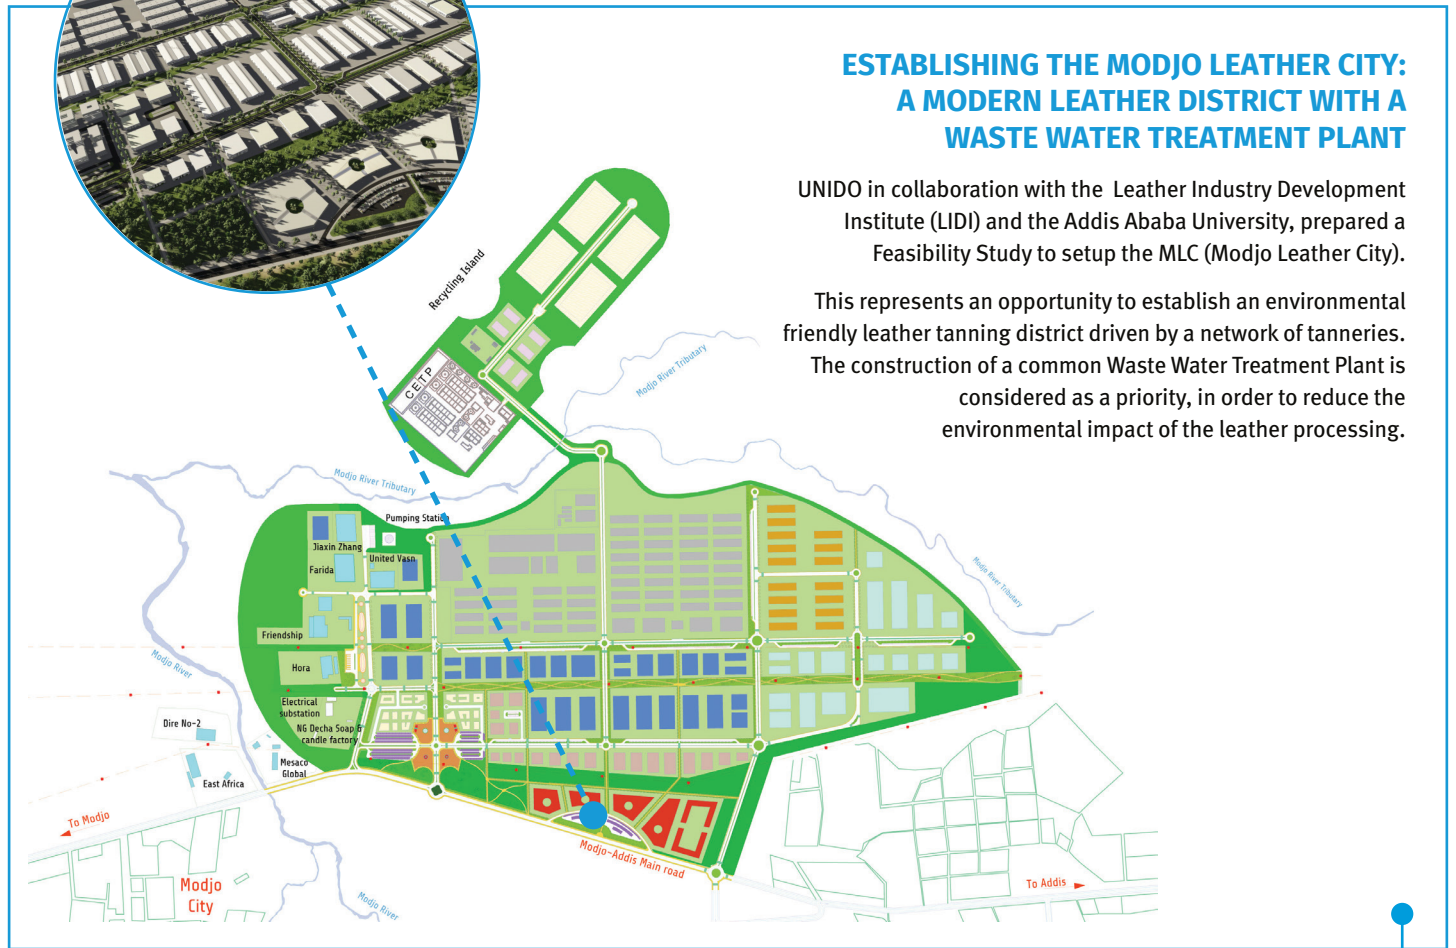 ESTABLISHING THE MODJO LEATHER CITY:
A MODERN LEATHER DISTRICT WITH A
WASTE WATER TREATMENT PLANT
UNIDO in collaboration with the Leather Industry Development
Institute (LIDI) and the Addis Ababa University, prepared a
Feasibility Study to setup the MLC (Modjo Leather City).
This represents an opportunity to establish an environmental
friendly leather tanning district driven by a network of tanneries.
The construction of a common Waste Water Treatment Plant is
considered as a priority, in order to reduce the
environmental impact of the leather processing.
Recycling Island
CETP
Modjo River Tributary
Modjo River Tributary
Pumping Station
Jiaxin Zhang
United Vasn
Farida
Modjo River Tributary
Friendship
Modjo River
Hora
Electrical
substation
Dire No-2
NG Decha Soap &
candle factory
Mesaco
Global
East Africa
To Modjo
Modjo-Addis Main road
Modjo
City
To Addis
Modjo River